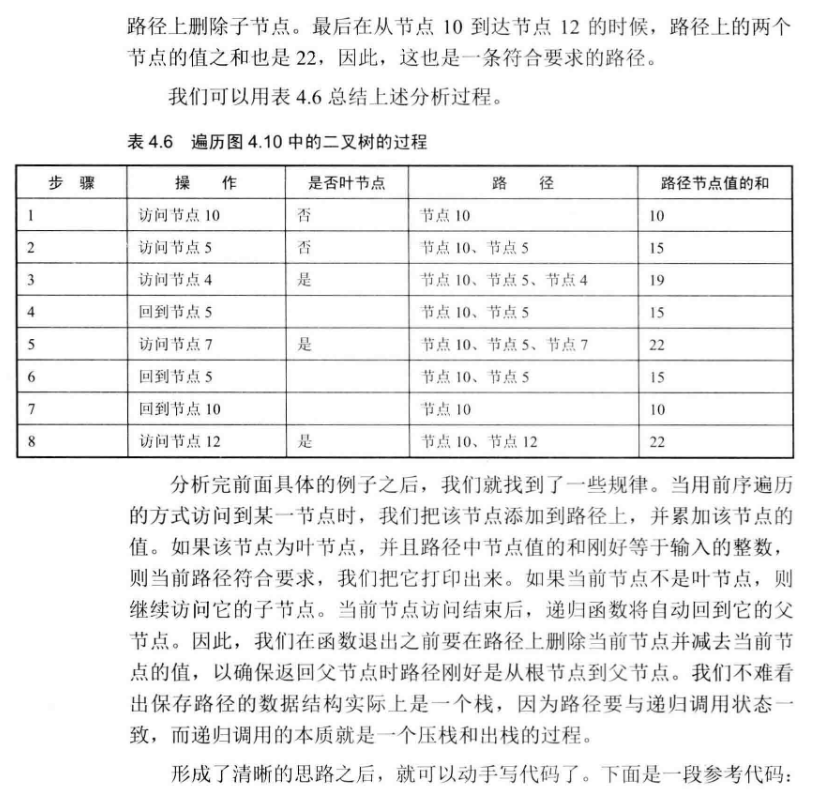 路径上删除子节点。最后在从节点 10 到达节点 12 的时候，路径上的两个
节点的值之和也是 22，因此，这也是一条符合要求的路径。
我们可以用表 4.6 总结上述分析过程。
表 4.6 遍历图 4.10 中的二叉树的过程
步 骤 操 作 是否叶节点 路 径 路径节点值的和
1 访问节点 10 否 节点 10 10
2 访问节点 5 否 节点 10、节点 5 15
3 访问节点 4 是 节点 10、节点 5、节点 4 19
4 回到节点 5 节点 10、节点 5 15
5 访问节点 7 是 节点 10、节点 5、节点 7 22
6 回到节点 5 节点 10、节点 5 15
7 回到节点 10 节点 10 10
8 访问节点 12 是 节点 10、节点 12 22
分析完前面具体的例子之后，我们就找到了一些规律。当用前序遍历
的方式访问到某一节点时，我们把该节点添加到路径上，并累加该节点的
值。如果该节点为叶节点，并且路径中节点值的和刚好等于输入的整数，
则当前路径符合要求，我们把它打印出来。如果当前节点不是叶节点，则
继续访问它的子节点。当前节点访问结束后，递归函数将自动回到它的父
节点。因此，我们在函数退出之前要在路径上删除当前节点并减去当前节
点的值，以确保返回父节点时路径刚好是从根节点到父节点。我们不难看
出保存路径的数据结构实际上是一个栈，因为路径要与递归调用状态一
致，而递归调用的本质就是一个压栈和出栈的过程。
形成了清晰的思路之后，就可以动手写代码了。下面是一段参考代码：